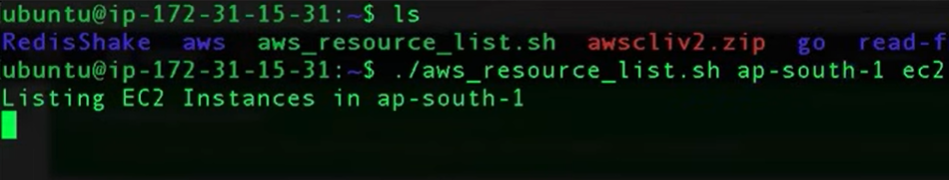 ubuntu@ip-172-31-15-31:~$ ls
RedisShake aws aws_resource_list.sh awscliv2.zip go read-f
ubuntu@ip-172-31-15-31:~$ ./aws_resource_list.sh ap-south-1 ec2
Listing EC2 Instances in ap-south-1